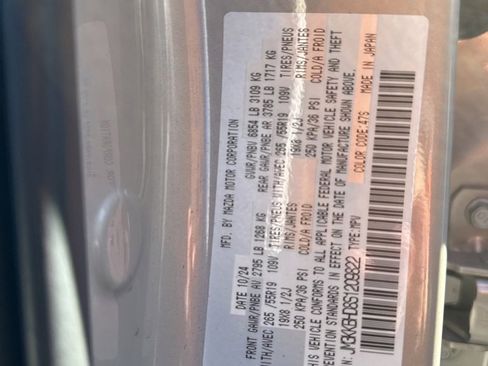 MFD. BY MAZDA MOTOR CORPORATION
DATE 10/24 GVWR/PNBV 6854 LB 3109 KG
FRONT GAWR/PNBE AV 2795 LB 1268 KG REAR GAWR/PNBE AR 3785 LB 1717 KG
WITH/AVEC 265 /55R19 109V TIRES/PNEUS WITH/AVEC 265 /55R19 109V TIRES/PNEUS
19X8 1/2J RIMS/JANTES 19X8 1/2J RIMS/JANTES
250 KPA/36 PSI COLD/A FROID 250 KPA/36 PSI COLD/A FROID
THIS VEHICLE CONFORMS TO ALL APPLICABLE FEDERAL MOTOR VEHICLE SAFETY AND THEFT
PREVENTION STANDARDS IN EFFECT ON THE DATE OF MANUFACTURE SHOWN ABOVE.
TYPE:MPV COLOR CODE:47S MADE IN JAPAN